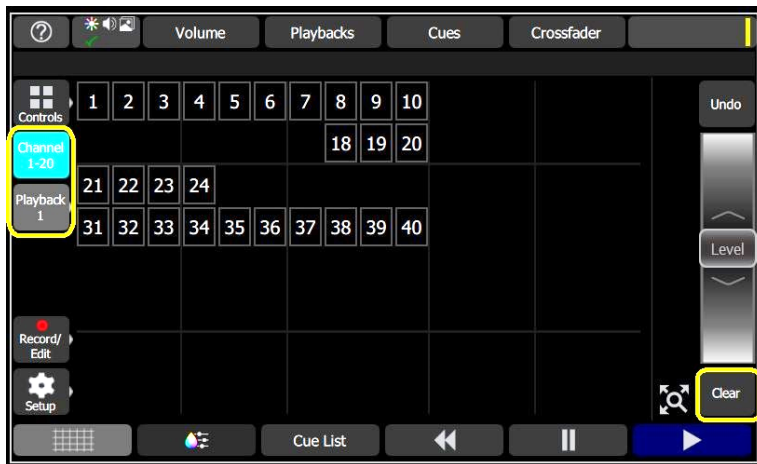 ? Volume Playbacks Cues Crossfader
Controls 1 2 3 4 5 6 7 8 9 10 Undo
Channel
1-20
18 19 20
Playback
1
21 22 23 24
31 32 33 34 35 36 37 38 39 40
Level
Record/
Edit
Setup
Clear
Cue List